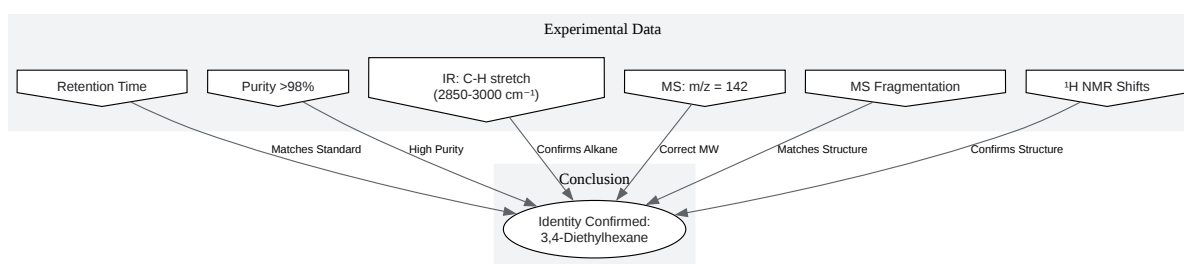 Experimental Data
Retention Time
Purity >98%
IR: C-H stretch
(2850-3000 cm⁻¹)
MS: m/z = 142
MS Fragmentation
¹H NMR Shifts
Matches Standard
High Purity
Confirms Alkane
Correct MW
Matches Structure
Confirms Structure
Conclusion
Identity Confirmed:
3,4-Diethylhexane